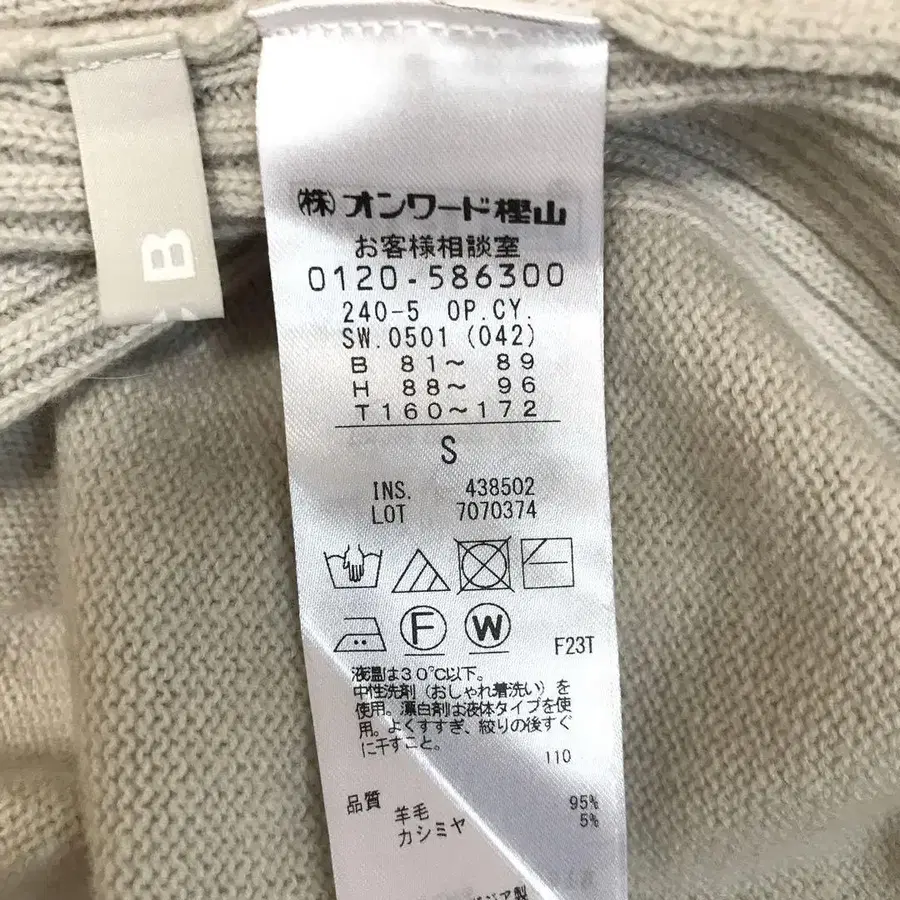 B
㈱オンワード樫山
お客様相談室
0120-586300
240-5 OP.CY.
SW.0501 (042)
B 81～ 89
H 88～ 96
T160～172
S
INS. 438502
LOT 7070374
F
W
F23T
液温は30℃以下。
中性洗剤（おしゃれ着洗い）を
使用。漂白剤は液体タイプを使
用。よくすすぎ、絞りの後すぐ
に干すこと。
110
品質
羊毛 95%
カシミヤ 5%
ジア製